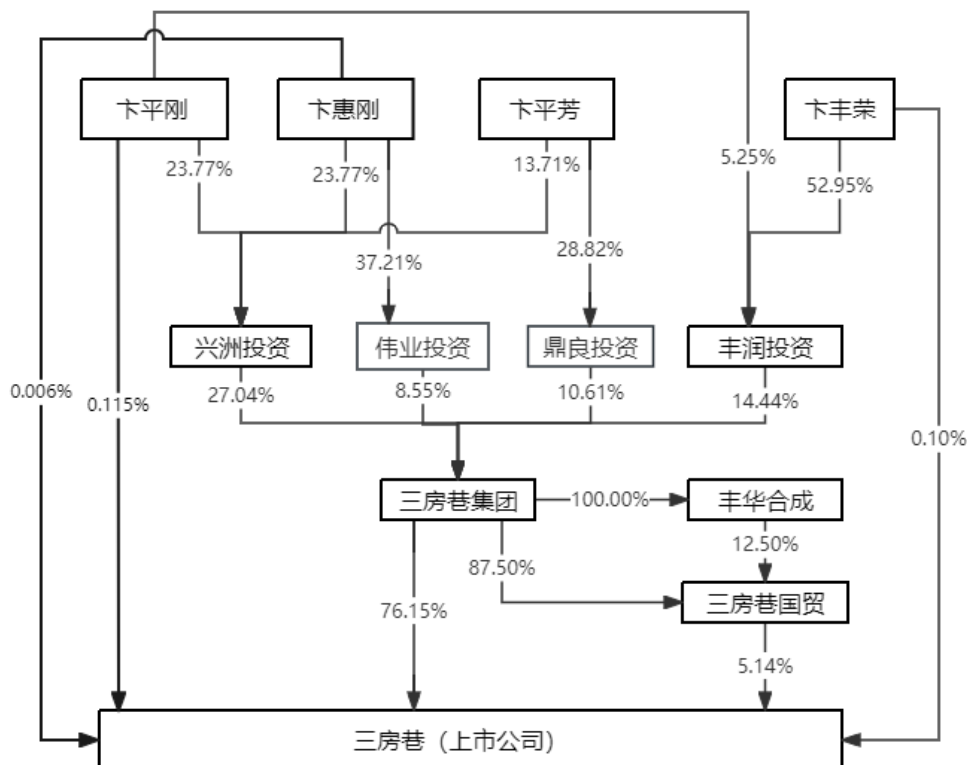 卞平刚
卞惠刚
卞平芳
卞丰荣
23.77%
23.77%
13.71%
5.25%
52.95%
37.21%
28.82%
兴洲投资
伟业投资
鼎良投资
丰润投资
0.006%
0.115%
27.04%
8.55%
10.61%
14.44%
0.10%
三房巷集团
100.00%
丰华合成
12.50%
87.50%
76.15%
三房巷国贸
5.14%
三房巷（上市公司）